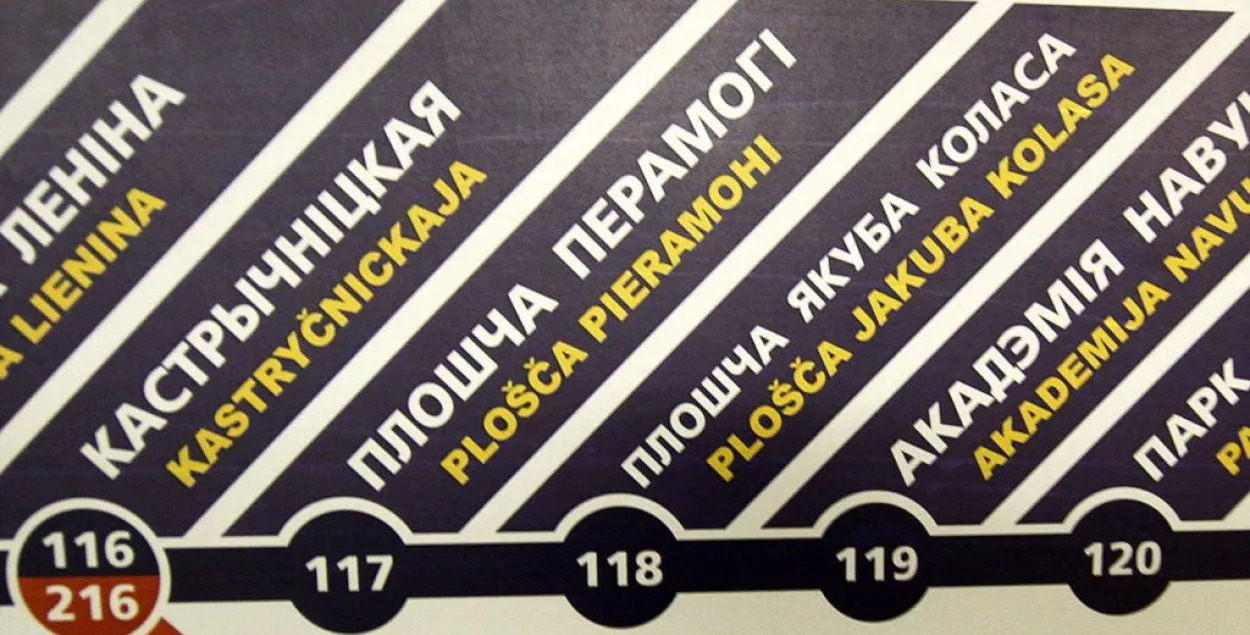 ЛЕНІНА
LIENINA
КАСТРЫЧНІЦКАЯ
KASTRYČNICKAJA
ПЛОШЧА ПЕРАМОГІ
PLOŠČA PIERAMOHI
ПЛОШЧА ЯКУБА КОЛАСА
PLOŠČA JAKUBA KOLASA
АКАДЭМІЯ
AKADEMIJA
ПАРК
116
216
117
118
119
120